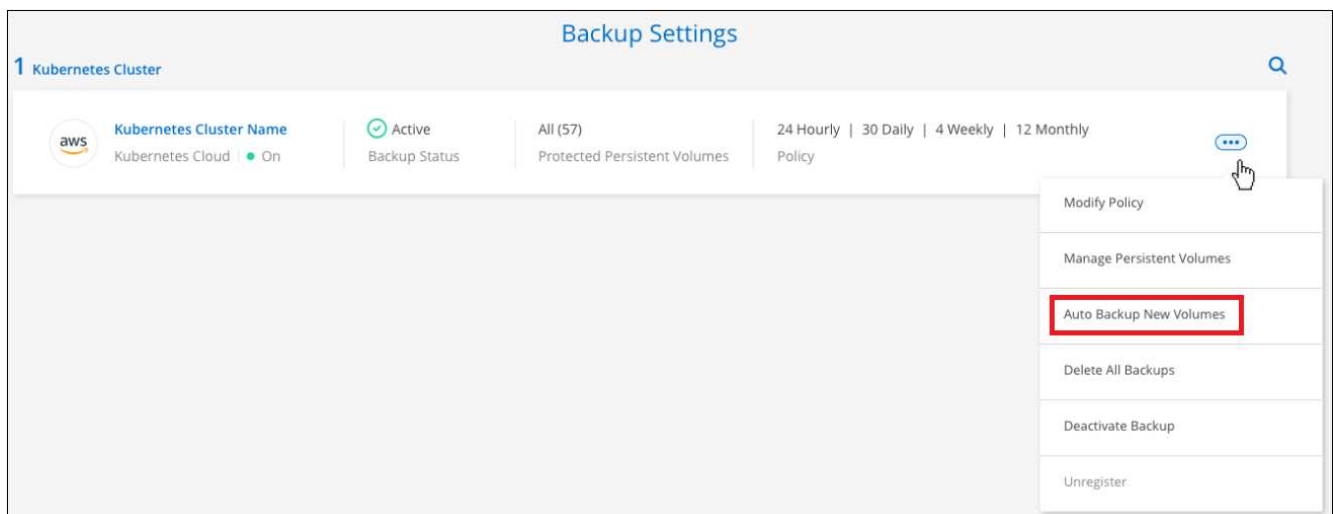 Backup Settings
1 Kubernetes Cluster
aws
Kubernetes Cluster Name
Kubernetes Cloud | On
Active
Backup Status
All (57)
Protected Persistent Volumes
24 Hourly | 30 Daily | 4 Weekly | 12 Monthly
Policy
Modify Policy
Manage Persistent Volumes
Auto Backup New Volumes
Delete All Backups
Deactivate Backup
Unregister